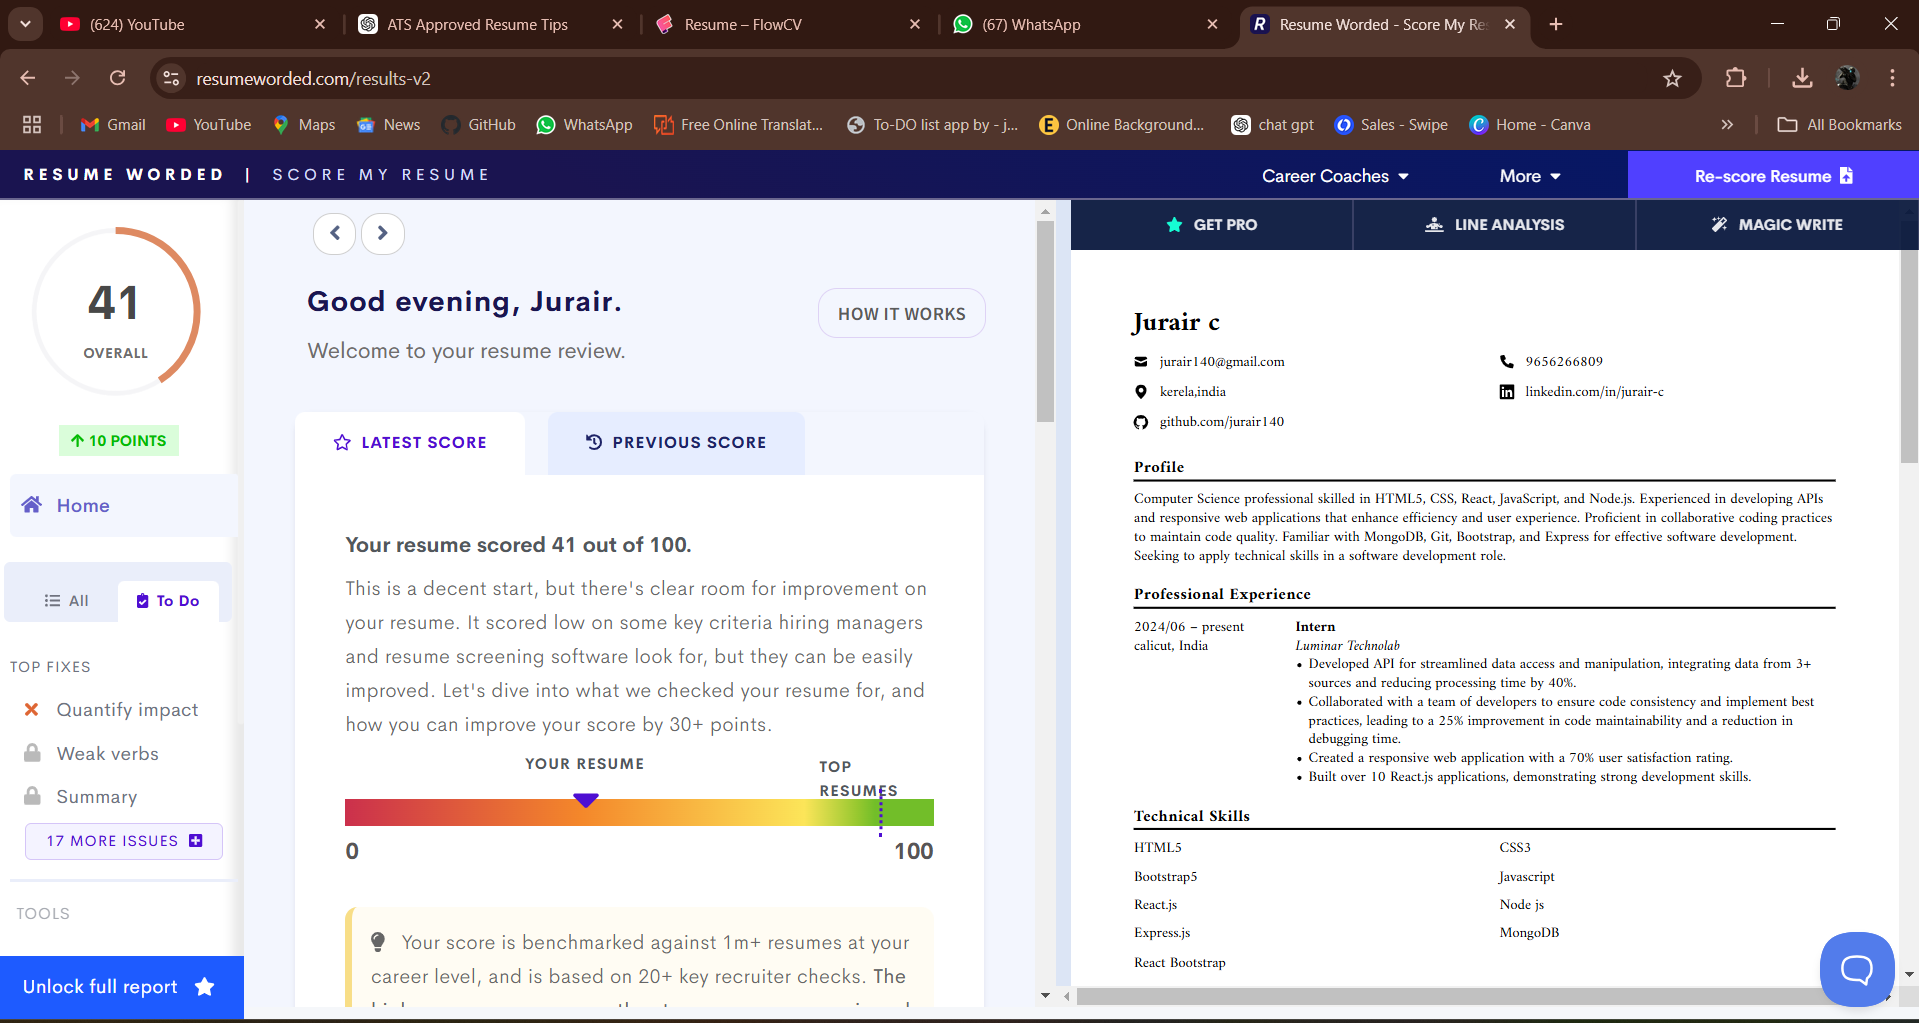 (624) YouTube
ATS Approved Resume Tips
Resume – FlowCV
(67) WhatsApp
Resume Worded - Score My Re
resumeworded.com/results-v2
Gmail
YouTube
Maps
News
GitHub
WhatsApp
Free Online Translat...
To-DO list app by - j...
Online Background...
chat gpt
Sales - Swipe
Home - Canva
All Bookmarks
RESUME WORDED | SCORE MY RESUME
Career Coaches
More
Re-score Resume
41
OVERALL
10 POINTS
Home
All
To Do
TOP FIXES
Quantify impact
Weak verbs
Summary
17 MORE ISSUES
TOOLS
Unlock full report
Good evening, Jurair.
Welcome to your resume review.
HOW IT WORKS
LATEST SCORE
PREVIOUS SCORE
Your resume scored 41 out of 100.
This is a decent start, but there's clear room for improvement on
your resume. It scored low on some key criteria hiring managers
and resume screening software look for, but they can be easily
improved. Let's dive into what we checked your resume for, and
how you can improve your score by 30+ points.
YOUR RESUME
TOP
RESUMES
0
100
Your score is benchmarked against 1m+ resumes at your
career level, and is based on 20+ key recruiter checks. The
GET PRO
LINE ANALYSIS
MAGIC WRITE
Jurair c
jurair140@gmail.com
9656266809
kerela,india
linkedin.com/in/jurair-c
github.com/jurair140
Profile
Computer Science professional skilled in HTML5, CSS, React, JavaScript, and Node.js. Experienced in developing APIs
and responsive web applications that enhance efficiency and user experience. Proficient in collaborative coding practices
to maintain code quality. Familiar with MongoDB, Git, Bootstrap, and Express for effective software development.
Seeking to apply technical skills in a software development role.
Professional Experience
2024/06 – present
calicut, India
Intern
Luminar Technolab
• Developed API for streamlined data access and manipulation, integrating data from 3+
sources and reducing processing time by 40%.
• Collaborated with a team of developers to ensure code consistency and implement best
practices, leading to a 25% improvement in code maintainability and a reduction in
debugging time.
• Created a responsive web application with a 70% user satisfaction rating.
• Built over 10 React.js applications, demonstrating strong development skills.
Technical Skills
HTML5
CSS3
Bootstrap5
Javascript
React.js
Node js
Express.js
MongoDB
React Bootstrap